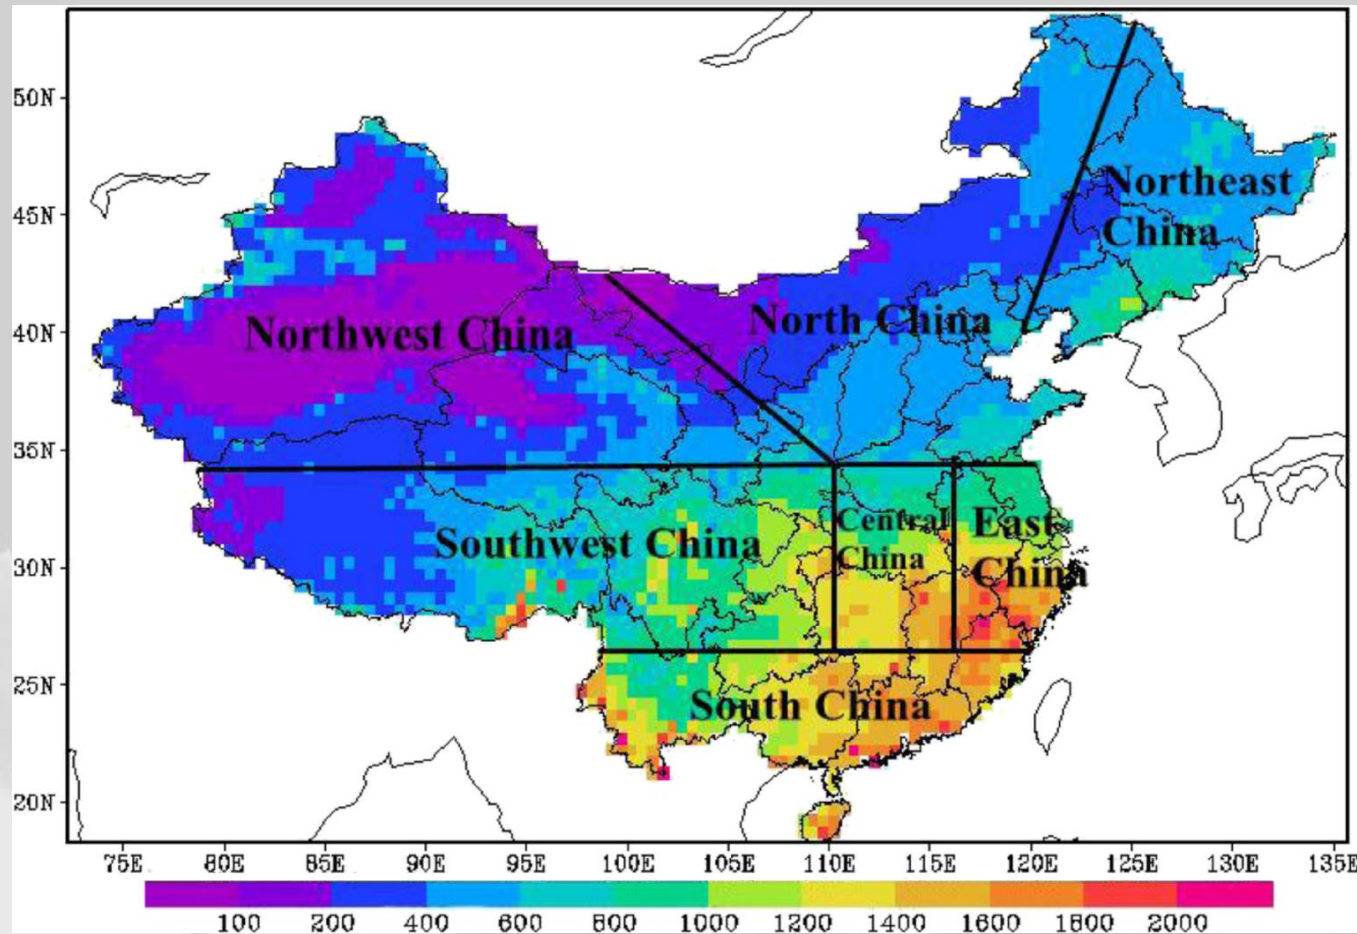 50N
45N
40N
35N
30N
25N
20N
Northeast
China
Northwest China
North China
Southwest China
Central
China
East
China
South China
75E 80E 85E 90E 95E 100E 105E 110E 115E 120E 125E 130E 135E
100 200 400 600 800 1000 1200 1400 1600 1800 2000